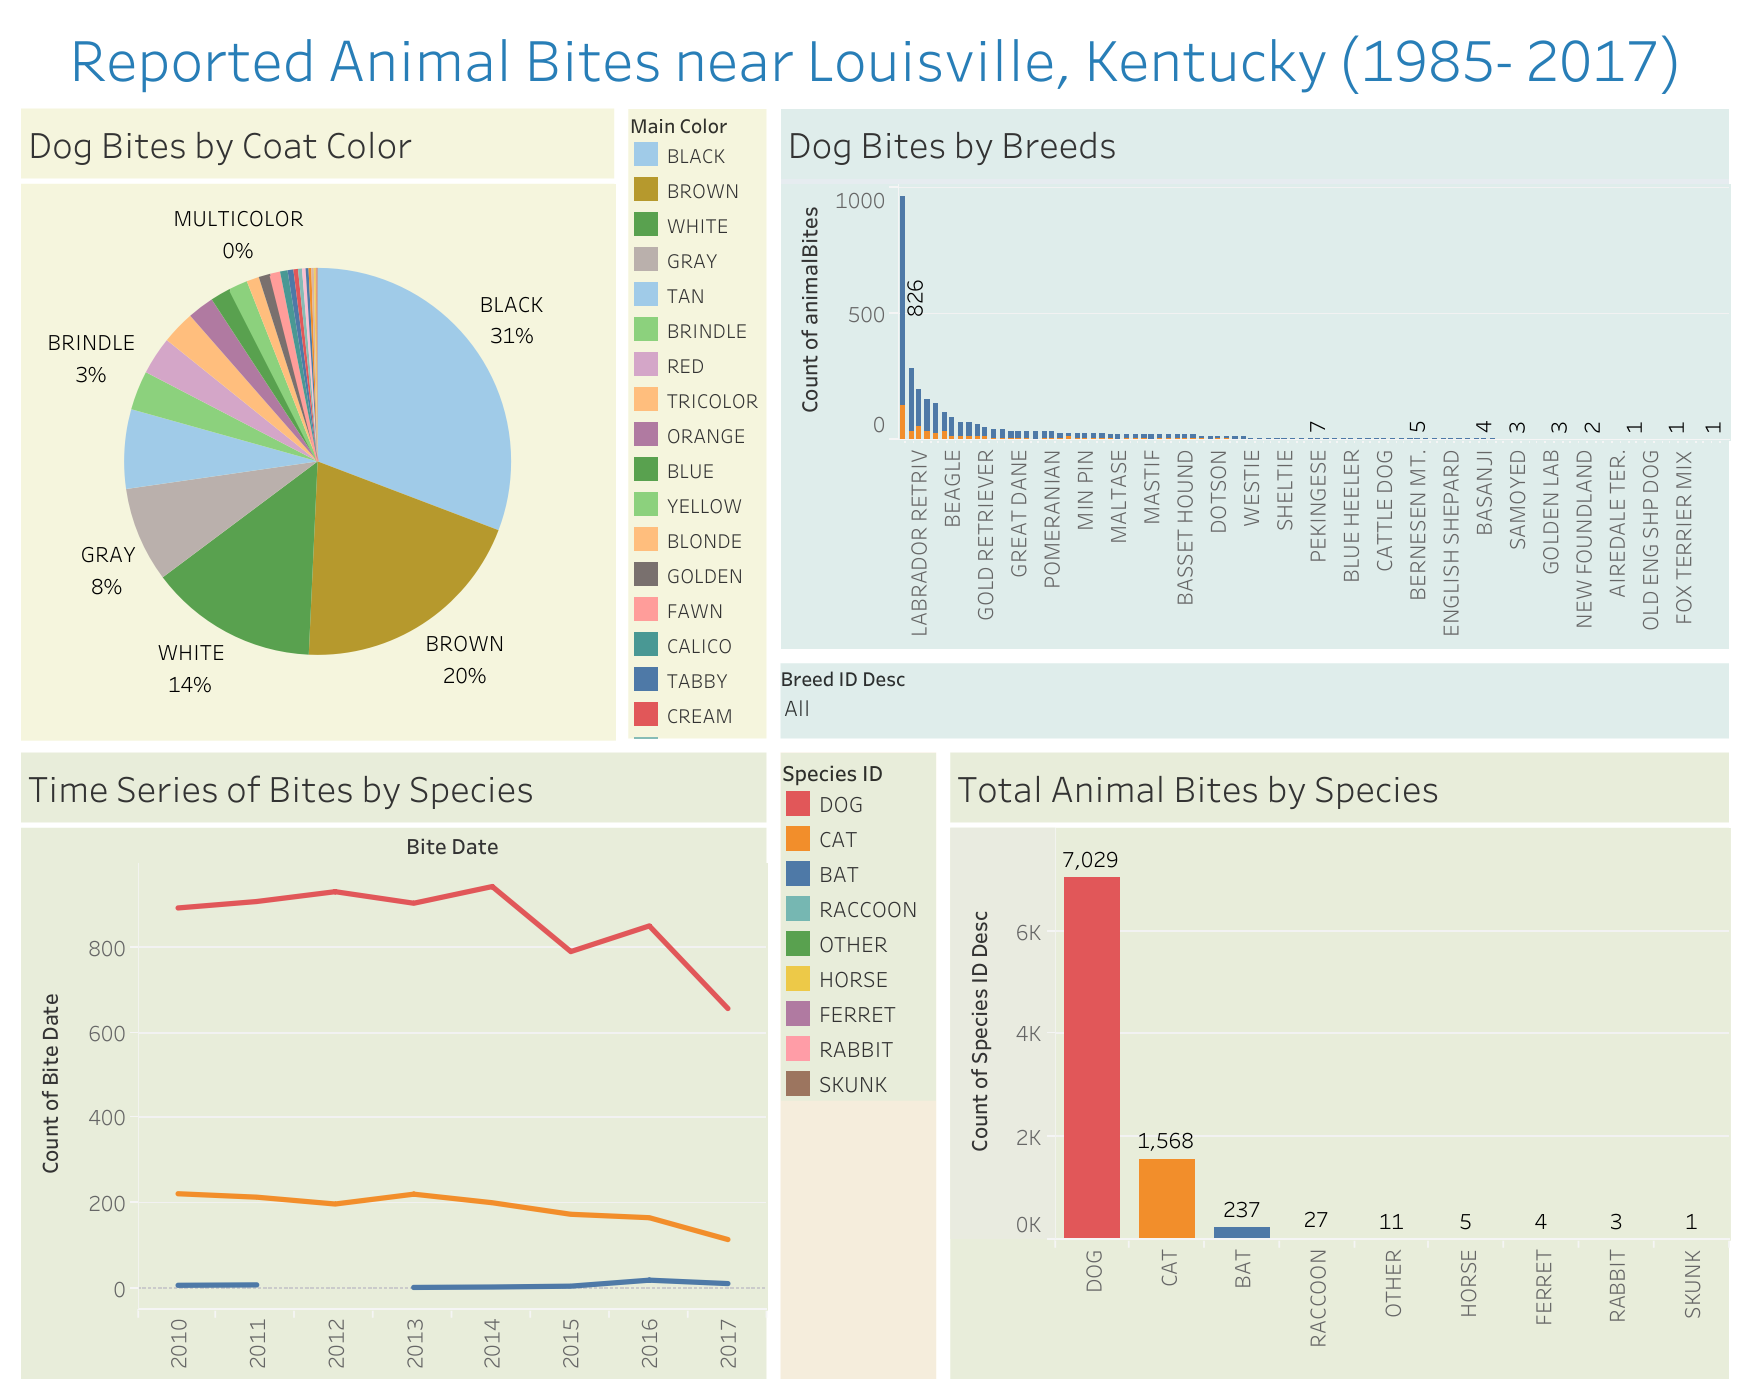 Reported Animal Bites near Louisville, Kentucky (1985- 2017)
Dog Bites by Coat Color
MULTICOLOR
0%
BLACK
31%
BRINDLE
3%
GRAY
8%
WHITE
14%
BROWN
20%
Main Color
BLACK
BROWN
WHITE
GRAY
TAN
BRINDLE
RED
TRICOLOR
ORANGE
BLUE
YELLOW
BLONDE
GOLDEN
FAWN
CALICO
TABBY
CREAM
Dog Bites by Breeds
Count of animalBites
1000
500
0
826
7
5
4
3
3
2
1
1
1
LABRADOR RETRIV
BEAGLE
GOLD RETRIEVER
GREAT DANE
POMERANIAN
MIN PIN
MALTASE
MASTIF
BASSET HOUND
DOTSON
WESTIE
SHELTIE
PEKINGESE
BLUE HEELER
CATTLE DOG
BERNESEN MT.
ENGLISH SHEPARD
BASANJI
SAMOYED
GOLDEN LAB
NEW FOUNDLAND
AIREDALE TER.
OLD ENG SHP DOG
FOX TERRIER MIX
Breed ID Desc
All
Time Series of Bites by Species
Bite Date
Count of Bite Date
800
600
400
200
0
2010
2011
2012
2013
2014
2015
2016
2017
Species ID
DOG
CAT
BAT
RACCOON
OTHER
HORSE
FERRET
RABBIT
SKUNK
Total Animal Bites by Species
Count of Species ID Desc
6K
4K
2K
0K
7,029
1,568
237
27
11
5
4
3
1
DOG
CAT
BAT
RACCOON
OTHER
HORSE
FERRET
RABBIT
SKUNK